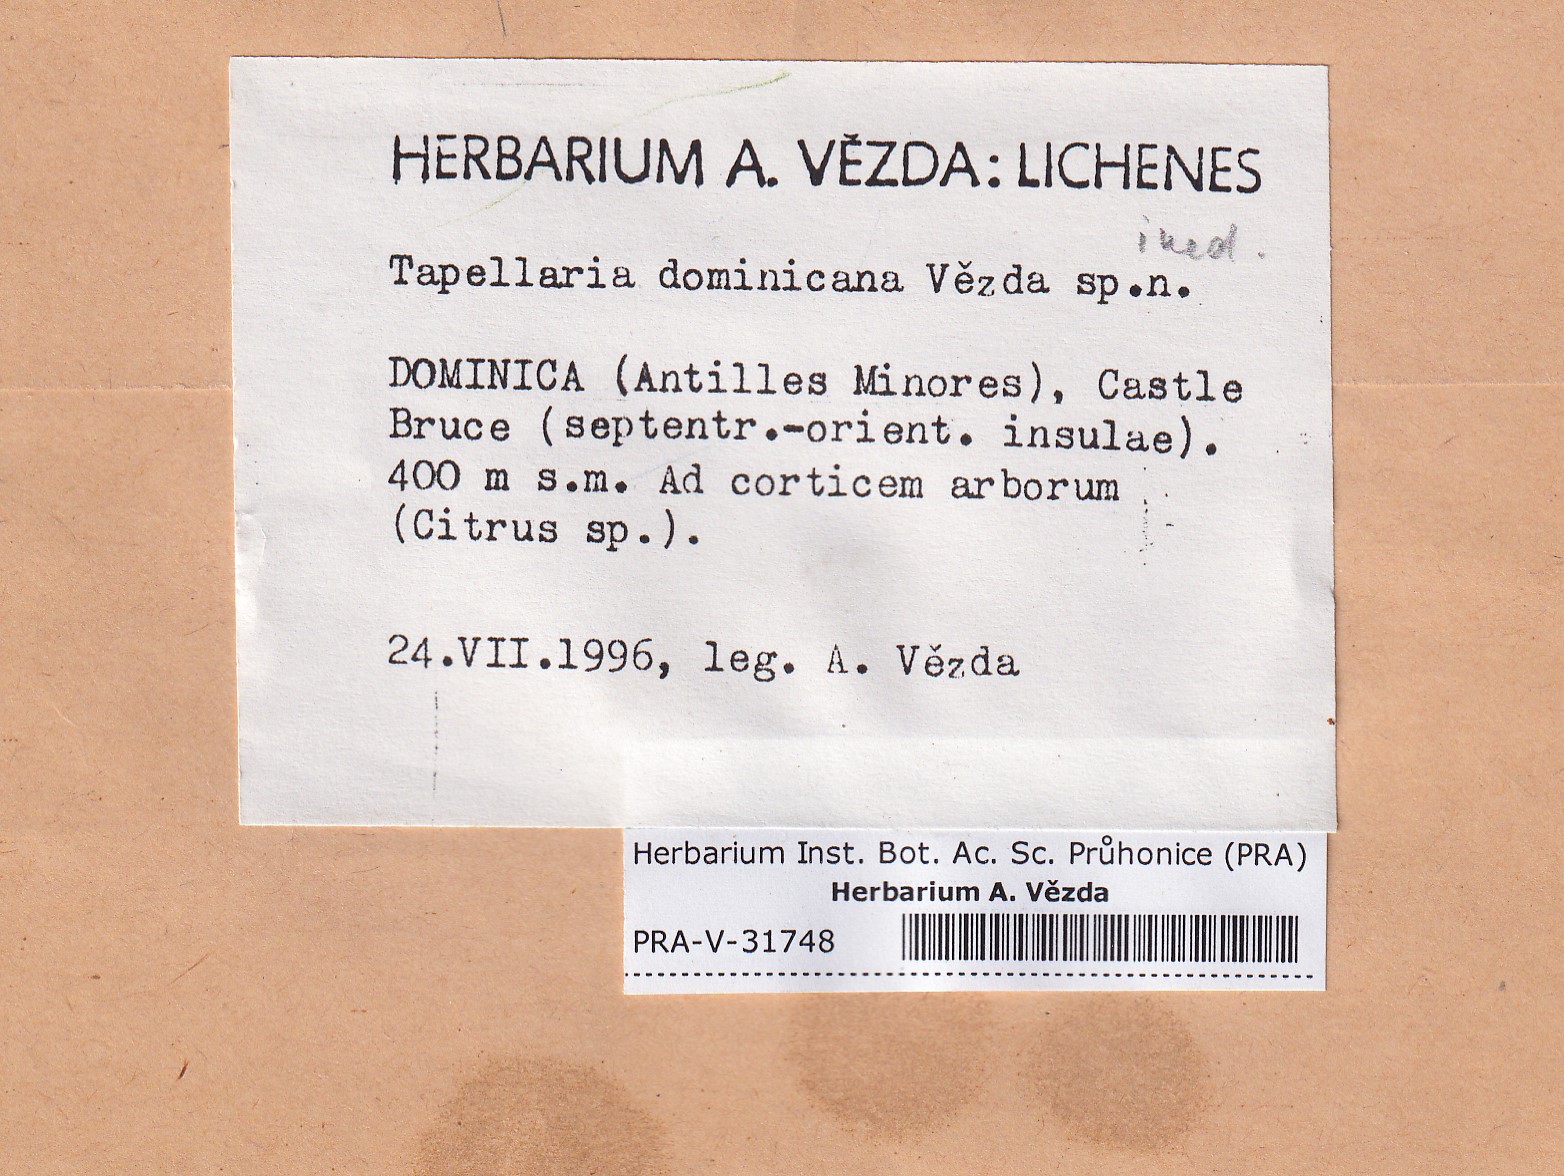 HERBARIUM A. VĚZDA: LICHENES
ined.
Tapellaria dominicana Vězda sp.n.
DOMINICA (Antilles Minores), Castle
Bruce (septentr.-orient. insulae).
400 m s.m. Ad corticem arborum
(Citrus sp.).
24.VII.1996, leg. A. Vězda
Herbarium Inst. Bot. Ac. Sc. Průhonice (PRA)
Herbarium A. Vězda
PRA-V-31748